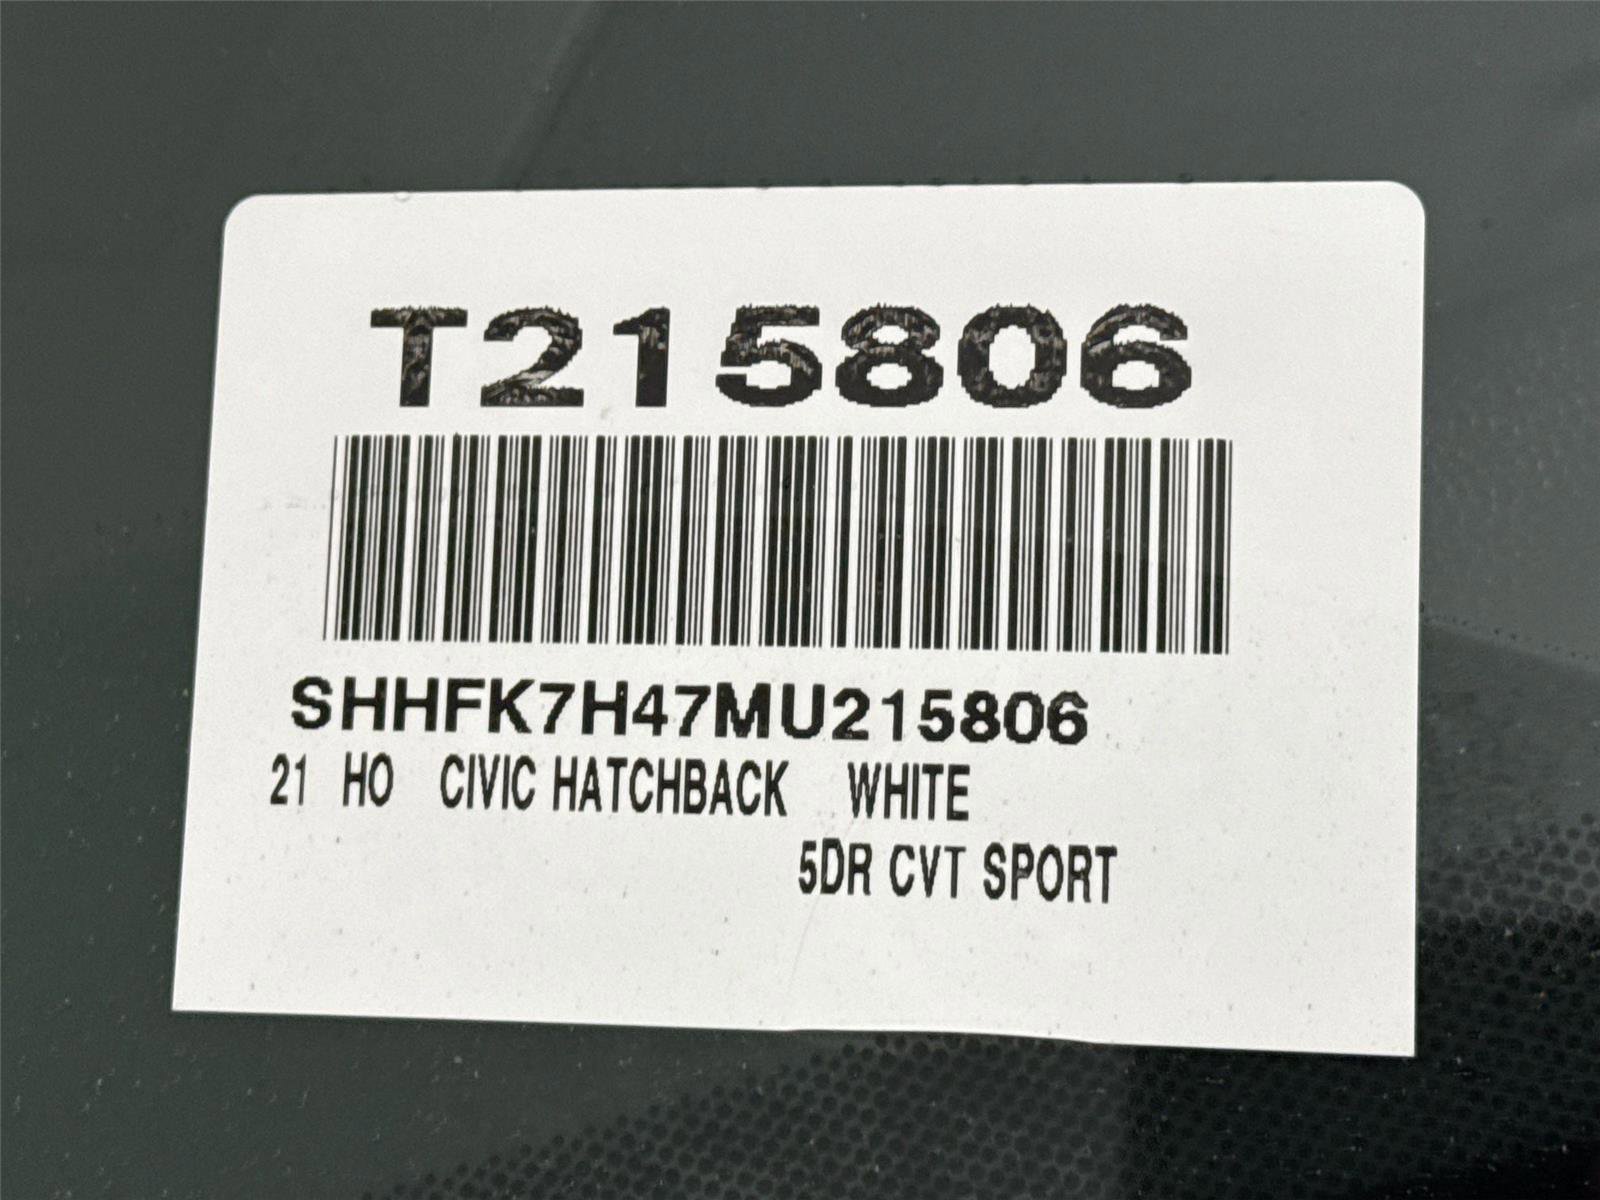 T215806
SHHFK7H47MU215806
21 HO CIVIC HATCHBACK WHITE
5DR CVT SPORT